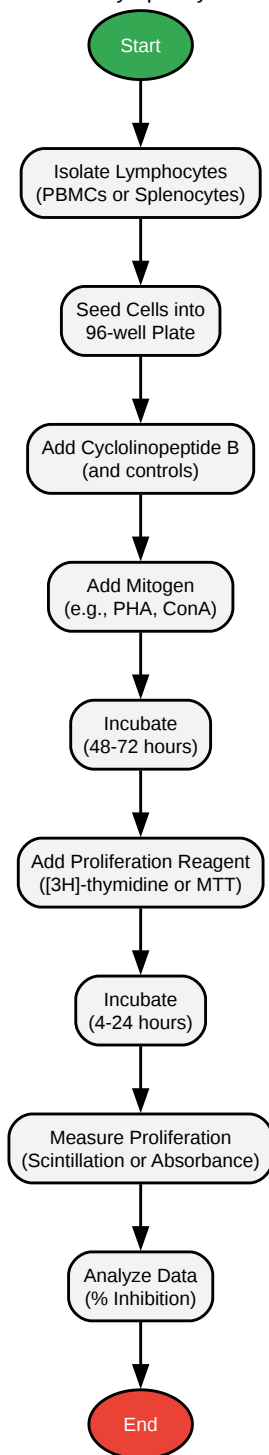 Start
Isolate Lymphocytes
(PBMCs or Splenocytes)
Seed Cells into
96-well Plate
Add Cyclolinopeptide B
(and controls)
Add Mitogen
(e.g., PHA, ConA)
Incubate
(48-72 hours)
Add Proliferation Reagent
([3H]-thymidine or MTT)
Incubate
(4-24 hours)
Measure Proliferation
(Scintillation or Absorbance)
Analyze Data
(% Inhibition)
End